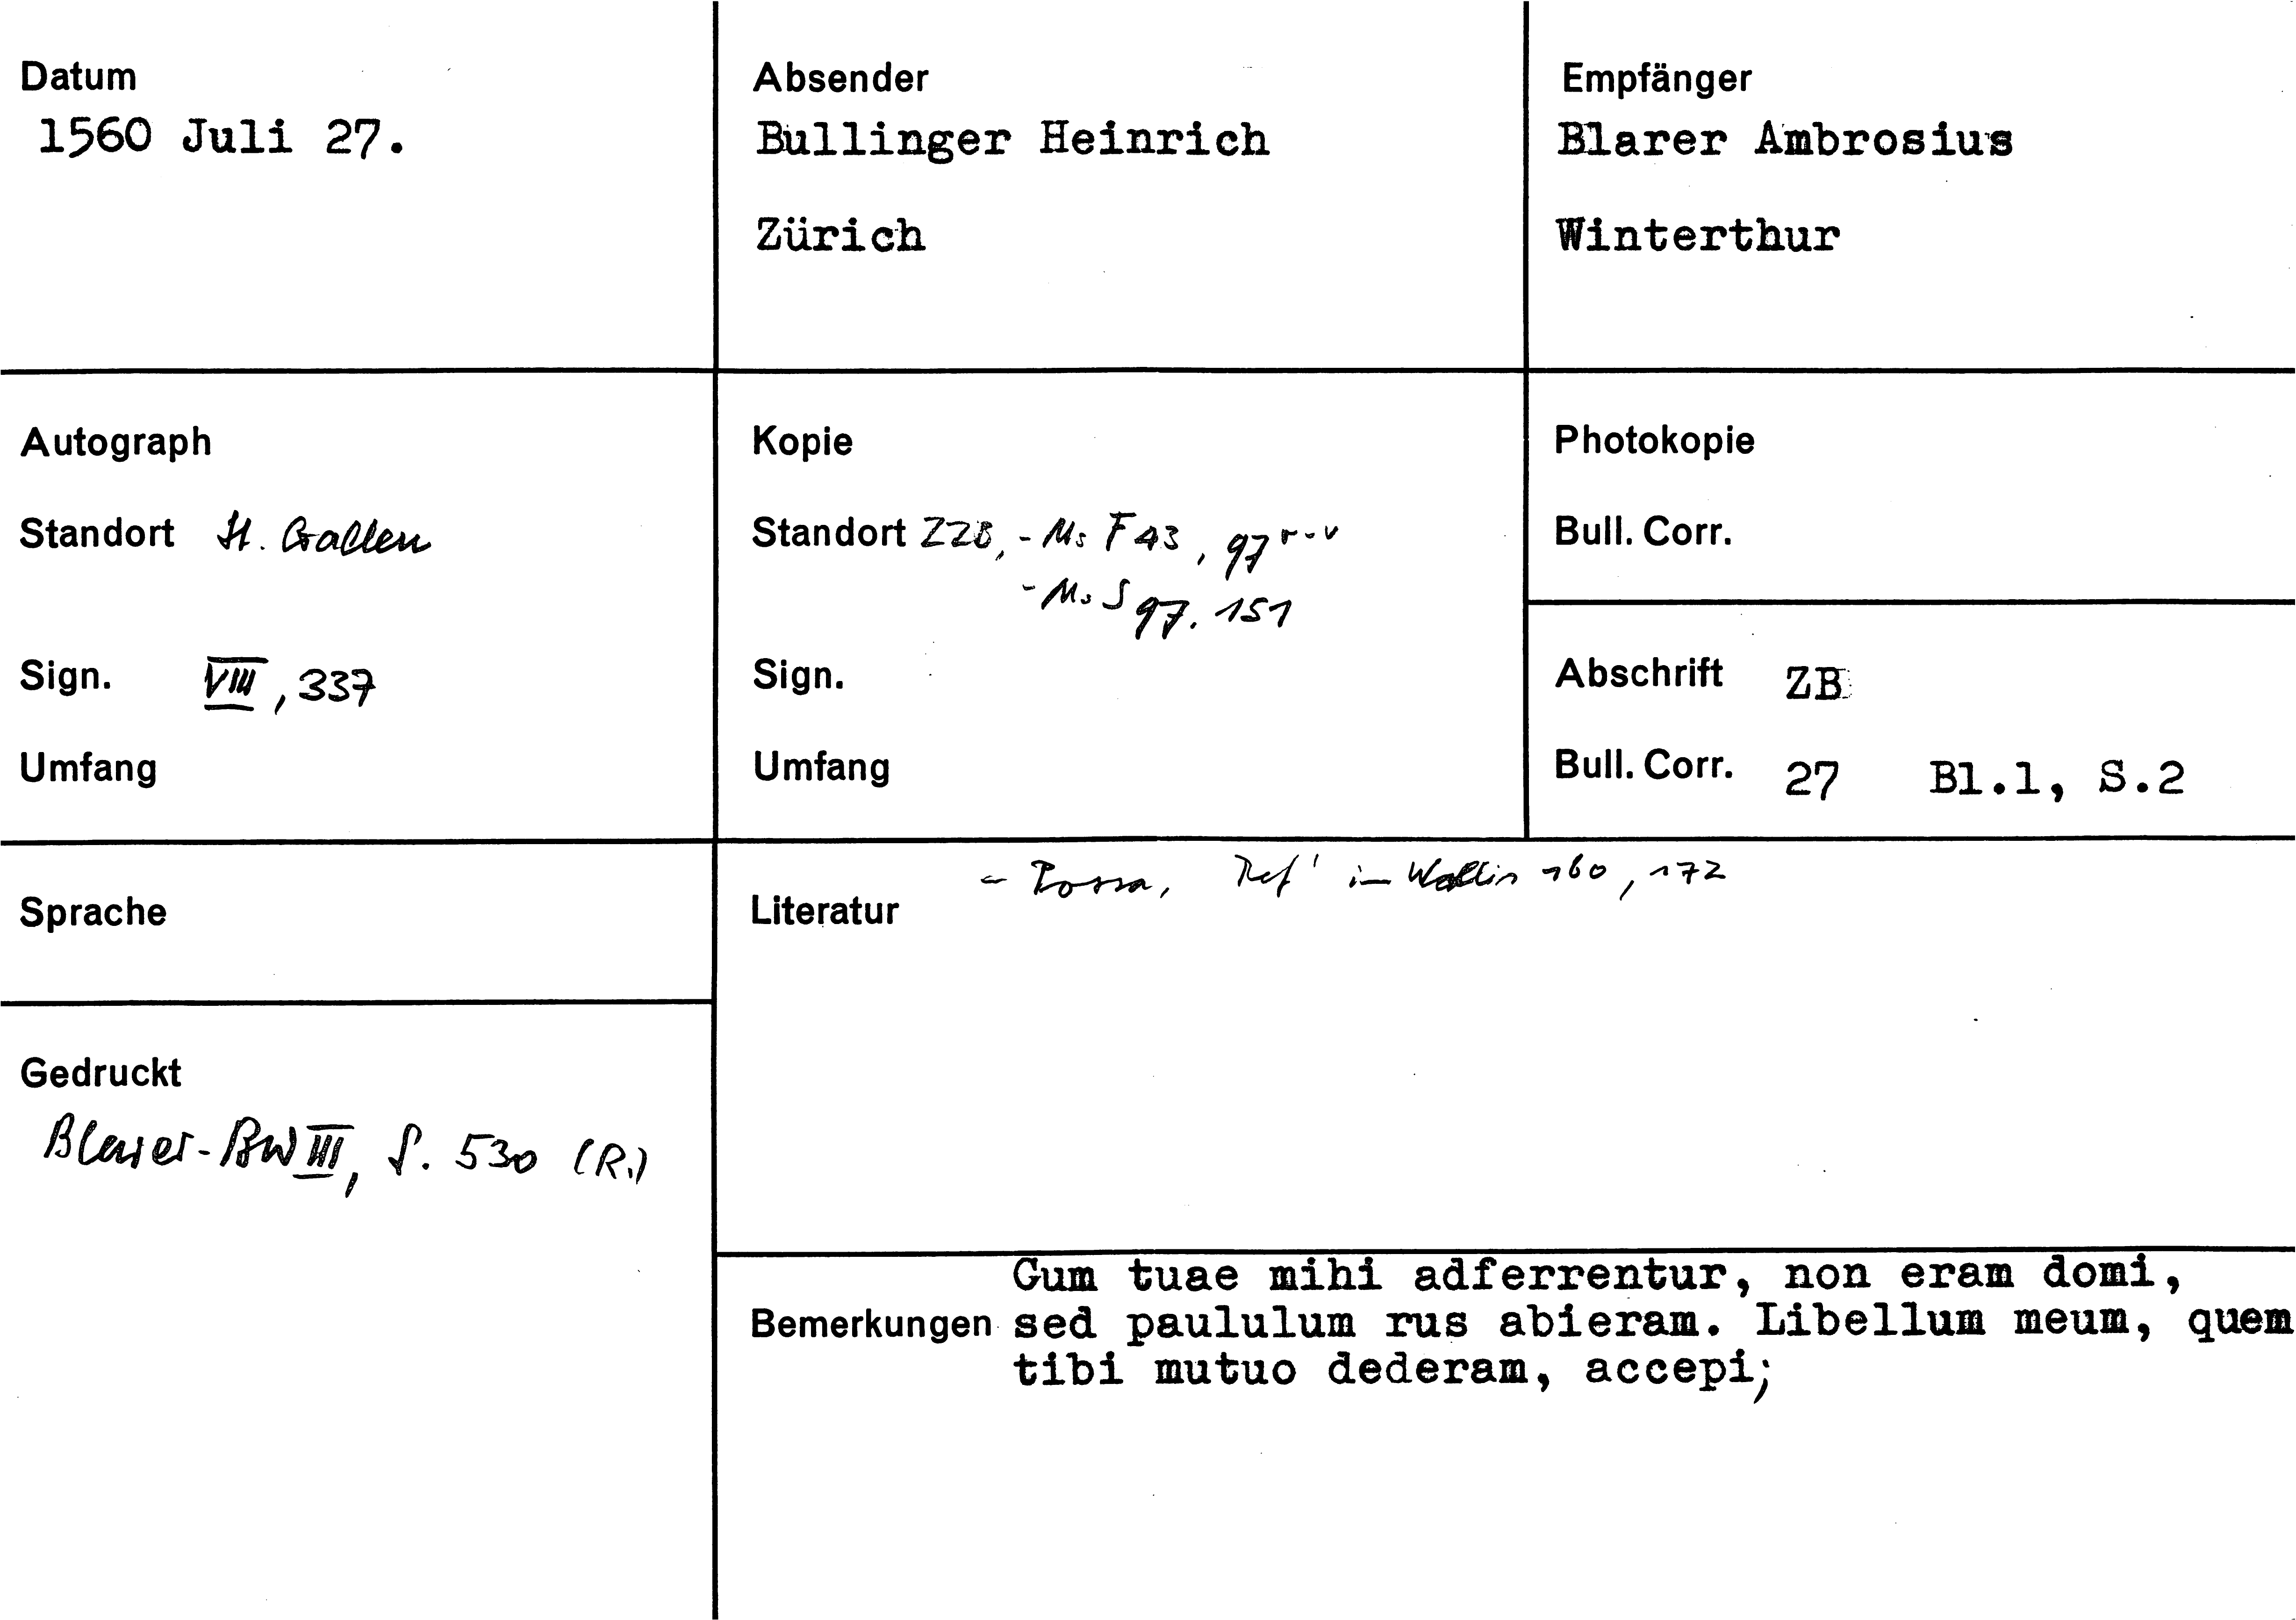 Datum
1560 Juli 27.
Absender
Bullinger Heinrich
Zürich
Empfänger
Blarer Ambrosius
Winterthur
Autograph
Standort St. Gallen
Sign. VIII, 337
Umfang
Kopie
Standort ZZB, - Ms F 43, 97 r-v
- Ms S 97. 151
Sign.
Umfang
Photokopie
Bull. Corr.
Abschrift ZB
Bull. Corr. 27 Bl.1, S.2
Sprache
Gedruckt
Blarer-BW III, S. 530 (R.)
- Possa, Ref' im Wallis 160, 172
Literatur
Cum tuae mihi adferrentur, non eram domi,
Bemerkungen sed paululum rus abieram. Libellum meum, quem
tibi mutuo dederam, accepi;